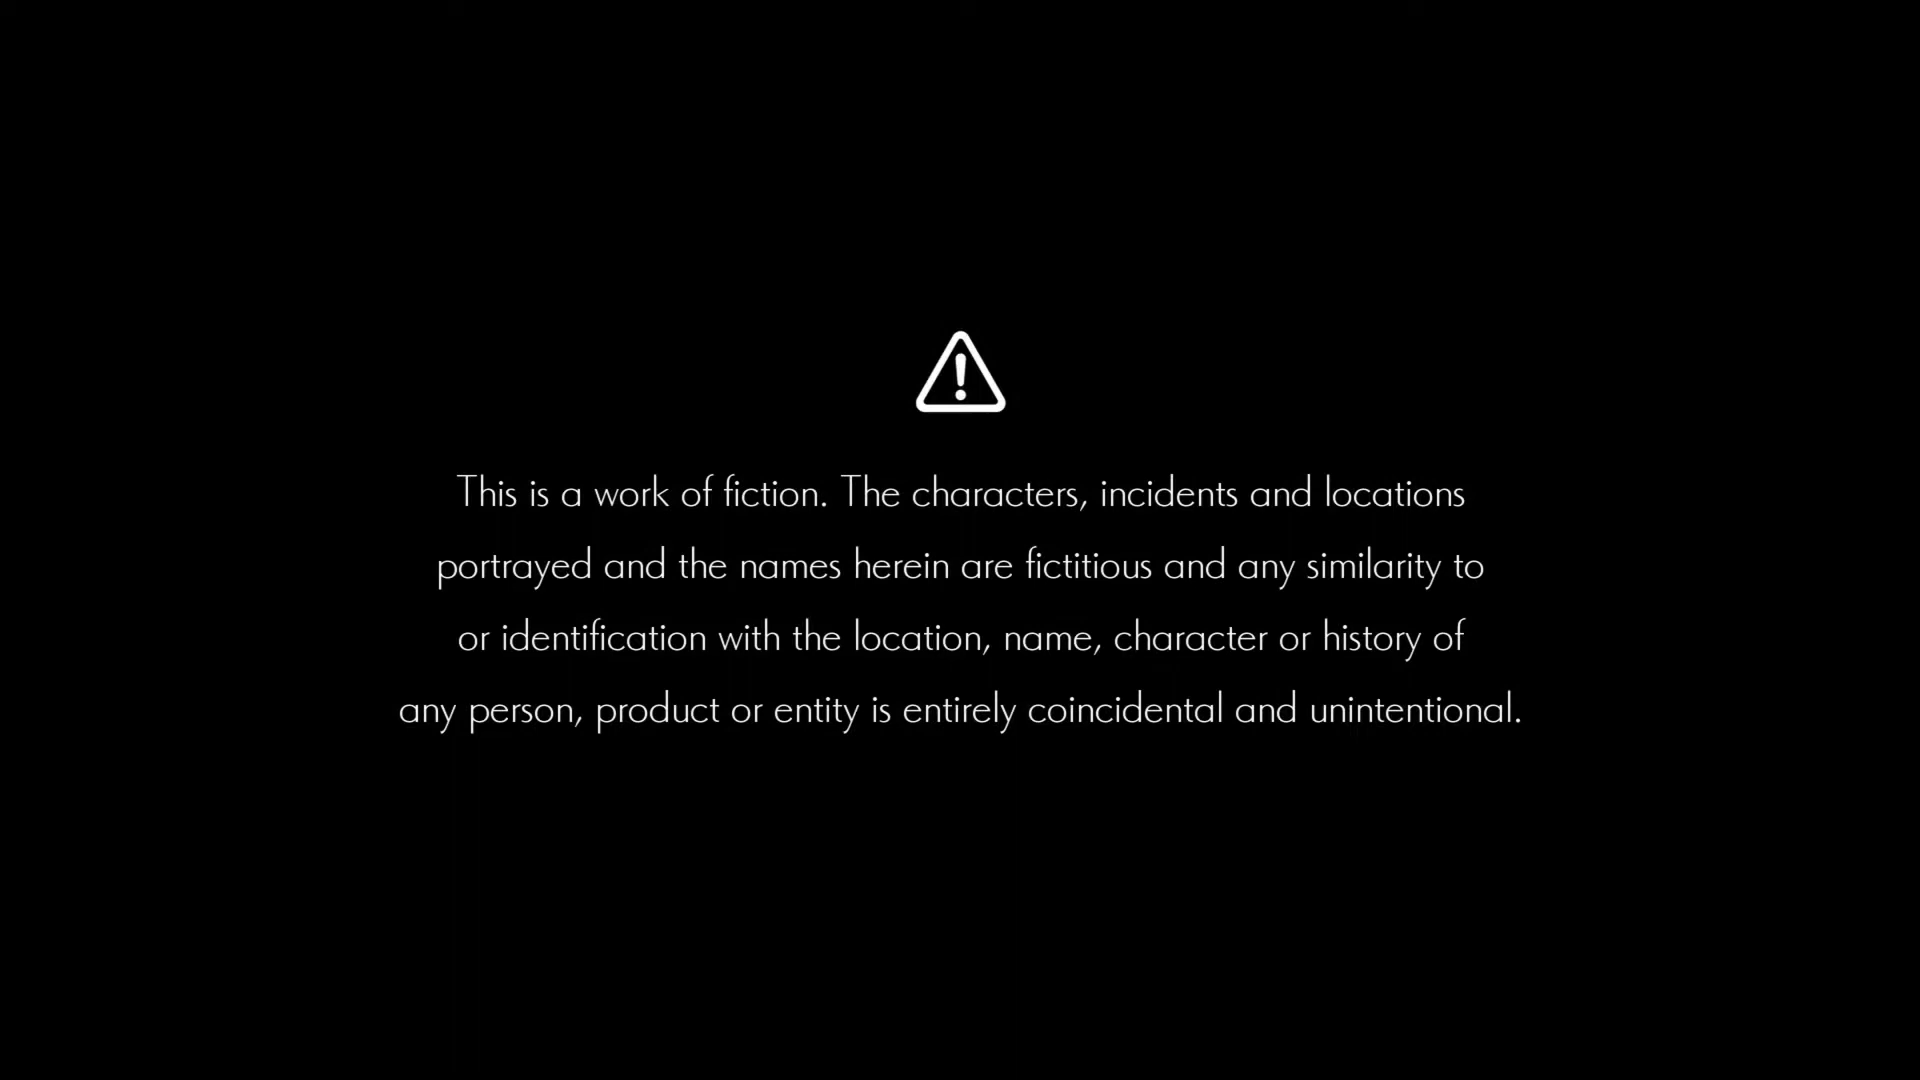 This is a work of fiction. The characters, incidents and locations
portrayed and the names herein are fictitious and any similarity to
or identification with the location, name, character or history of
any person, product or entity is entirely coincidental and unintentional.